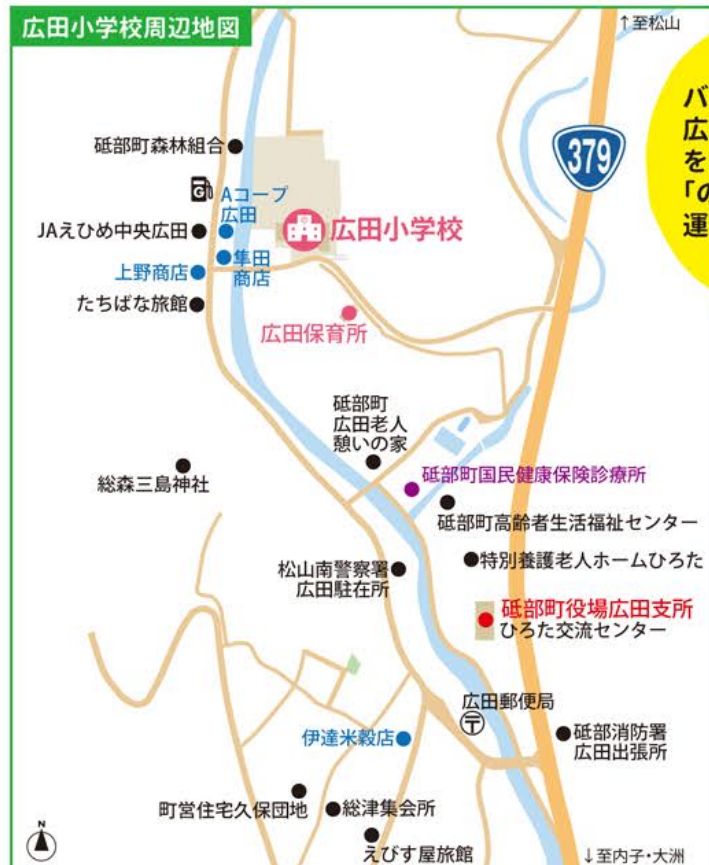 広田小学校周辺地図
↑至松山
379
バ
広
を
「の
運
砥部町森林組合
G
Aコープ
広田
JAえひめ中央広田
広田小学校
隼田
商店
上野商店
たちばな旅館
広田保育所
砥部町
広田老人
憩いの家
総森三島神社
砥部町国民健康保険診療所
砥部町高齢者生活福祉センター
松山南警察署
広田駐在所
特別養護老人ホームひろた
砥部町役場広田支所
ひろた交流センター
広田郵便局
〒
伊達米穀店
砥部消防署
広田出張所
町営住宅久保団地
総津集会所
えびす屋旅館
N
↓至内子・大洲